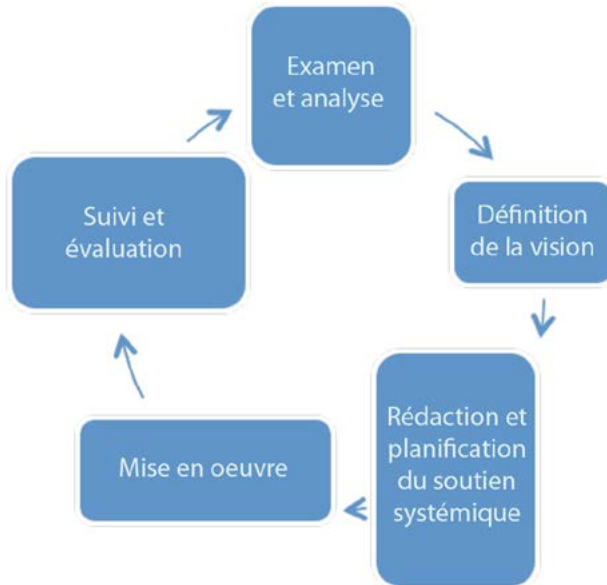 Examen
et analyse
Définition
de la vision
Rédaction et
planification
du soutien
systémique
Mise en oeuvre
Suivi et
évaluation